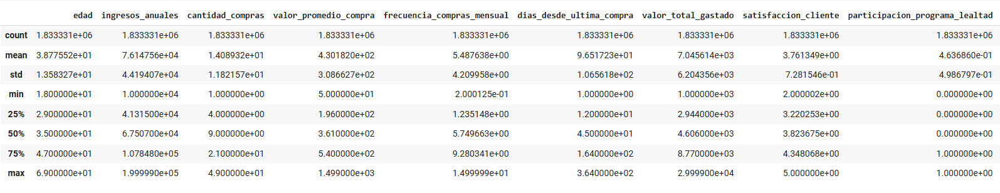 edad ingresos_anuales cantidad_compras valor_promedio_compra frecuencia_compras_mensual dias_desde_ultima_compra valor_total_gastado satisfaccion_cliente participacion_programa_lealtad
count 1.833331e+06 1.833331e+06 1.833331e+06 1.833331e+06 1.833331e+06 1.833331e+06 1.833331e+06 1.833331e+06 1.833331e+06
mean 3.877552e+01 7.614756e+04 1.408932e+01 4.301820e+02 5.487638e+00 9.651723e+01 7.045614e+03 3.761349e+00 4.636860e-01
std 1.358327e+01 4.419407e+04 1.182157e+01 3.086627e+02 4.209958e+00 1.065618e+02 6.204356e+03 7.281546e-01 4.986797e-01
min 1.800000e+01 1.000000e+04 1.000000e+00 5.000000e+01 2.000125e-01 1.000000e+00 1.000000e+03 2.000002e+00 0.000000e+00
25% 2.900000e+01 4.131500e+04 4.000000e+00 1.960000e+02 1.235148e+00 1.200000e+01 2.944000e+03 3.220253e+00 0.000000e+00
50% 3.500000e+01 6.750700e+04 9.000000e+00 3.610000e+02 5.749663e+00 4.500000e+01 4.606000e+03 3.823675e+00 0.000000e+00
75% 4.700000e+01 1.078480e+05 2.100000e+01 5.400000e+02 9.280341e+00 1.640000e+02 8.770000e+03 4.348068e+00 1.000000e+00
max 6.900000e+01 1.999990e+05 4.900000e+01 1.499000e+03 1.499999e+01 3.640000e+02 2.999900e+04 5.000000e+00 1.000000e+00